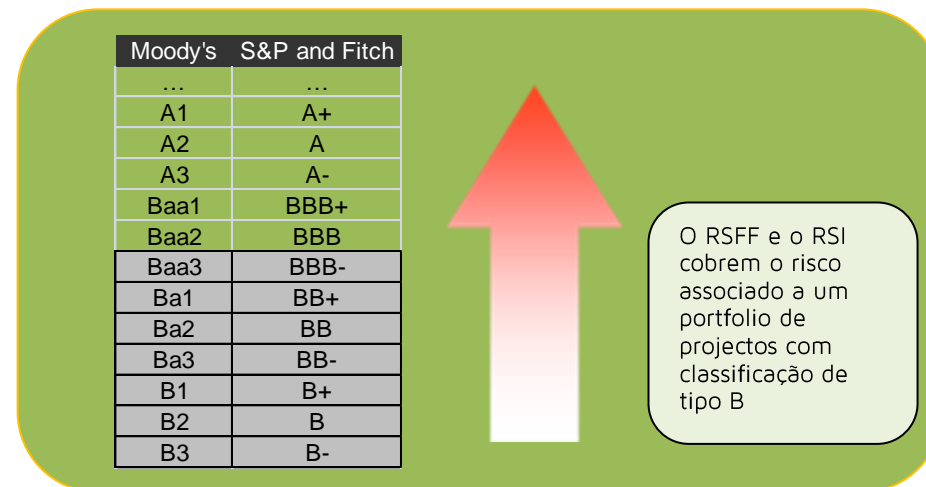 Moody's S&P and Fitch
… …
A1 A+
A2 A
A3 A-
Baa1 BBB+
Baa2 BBB
Baa3 BBB-
Ba1 BB+
Ba2 BB
Ba3 BB-
B1 B+
B2 B
B3 B-
O RSFF e o RSI
cobrem o risco
associado a um
portfolio de
projectos com
classificação de
tipo B